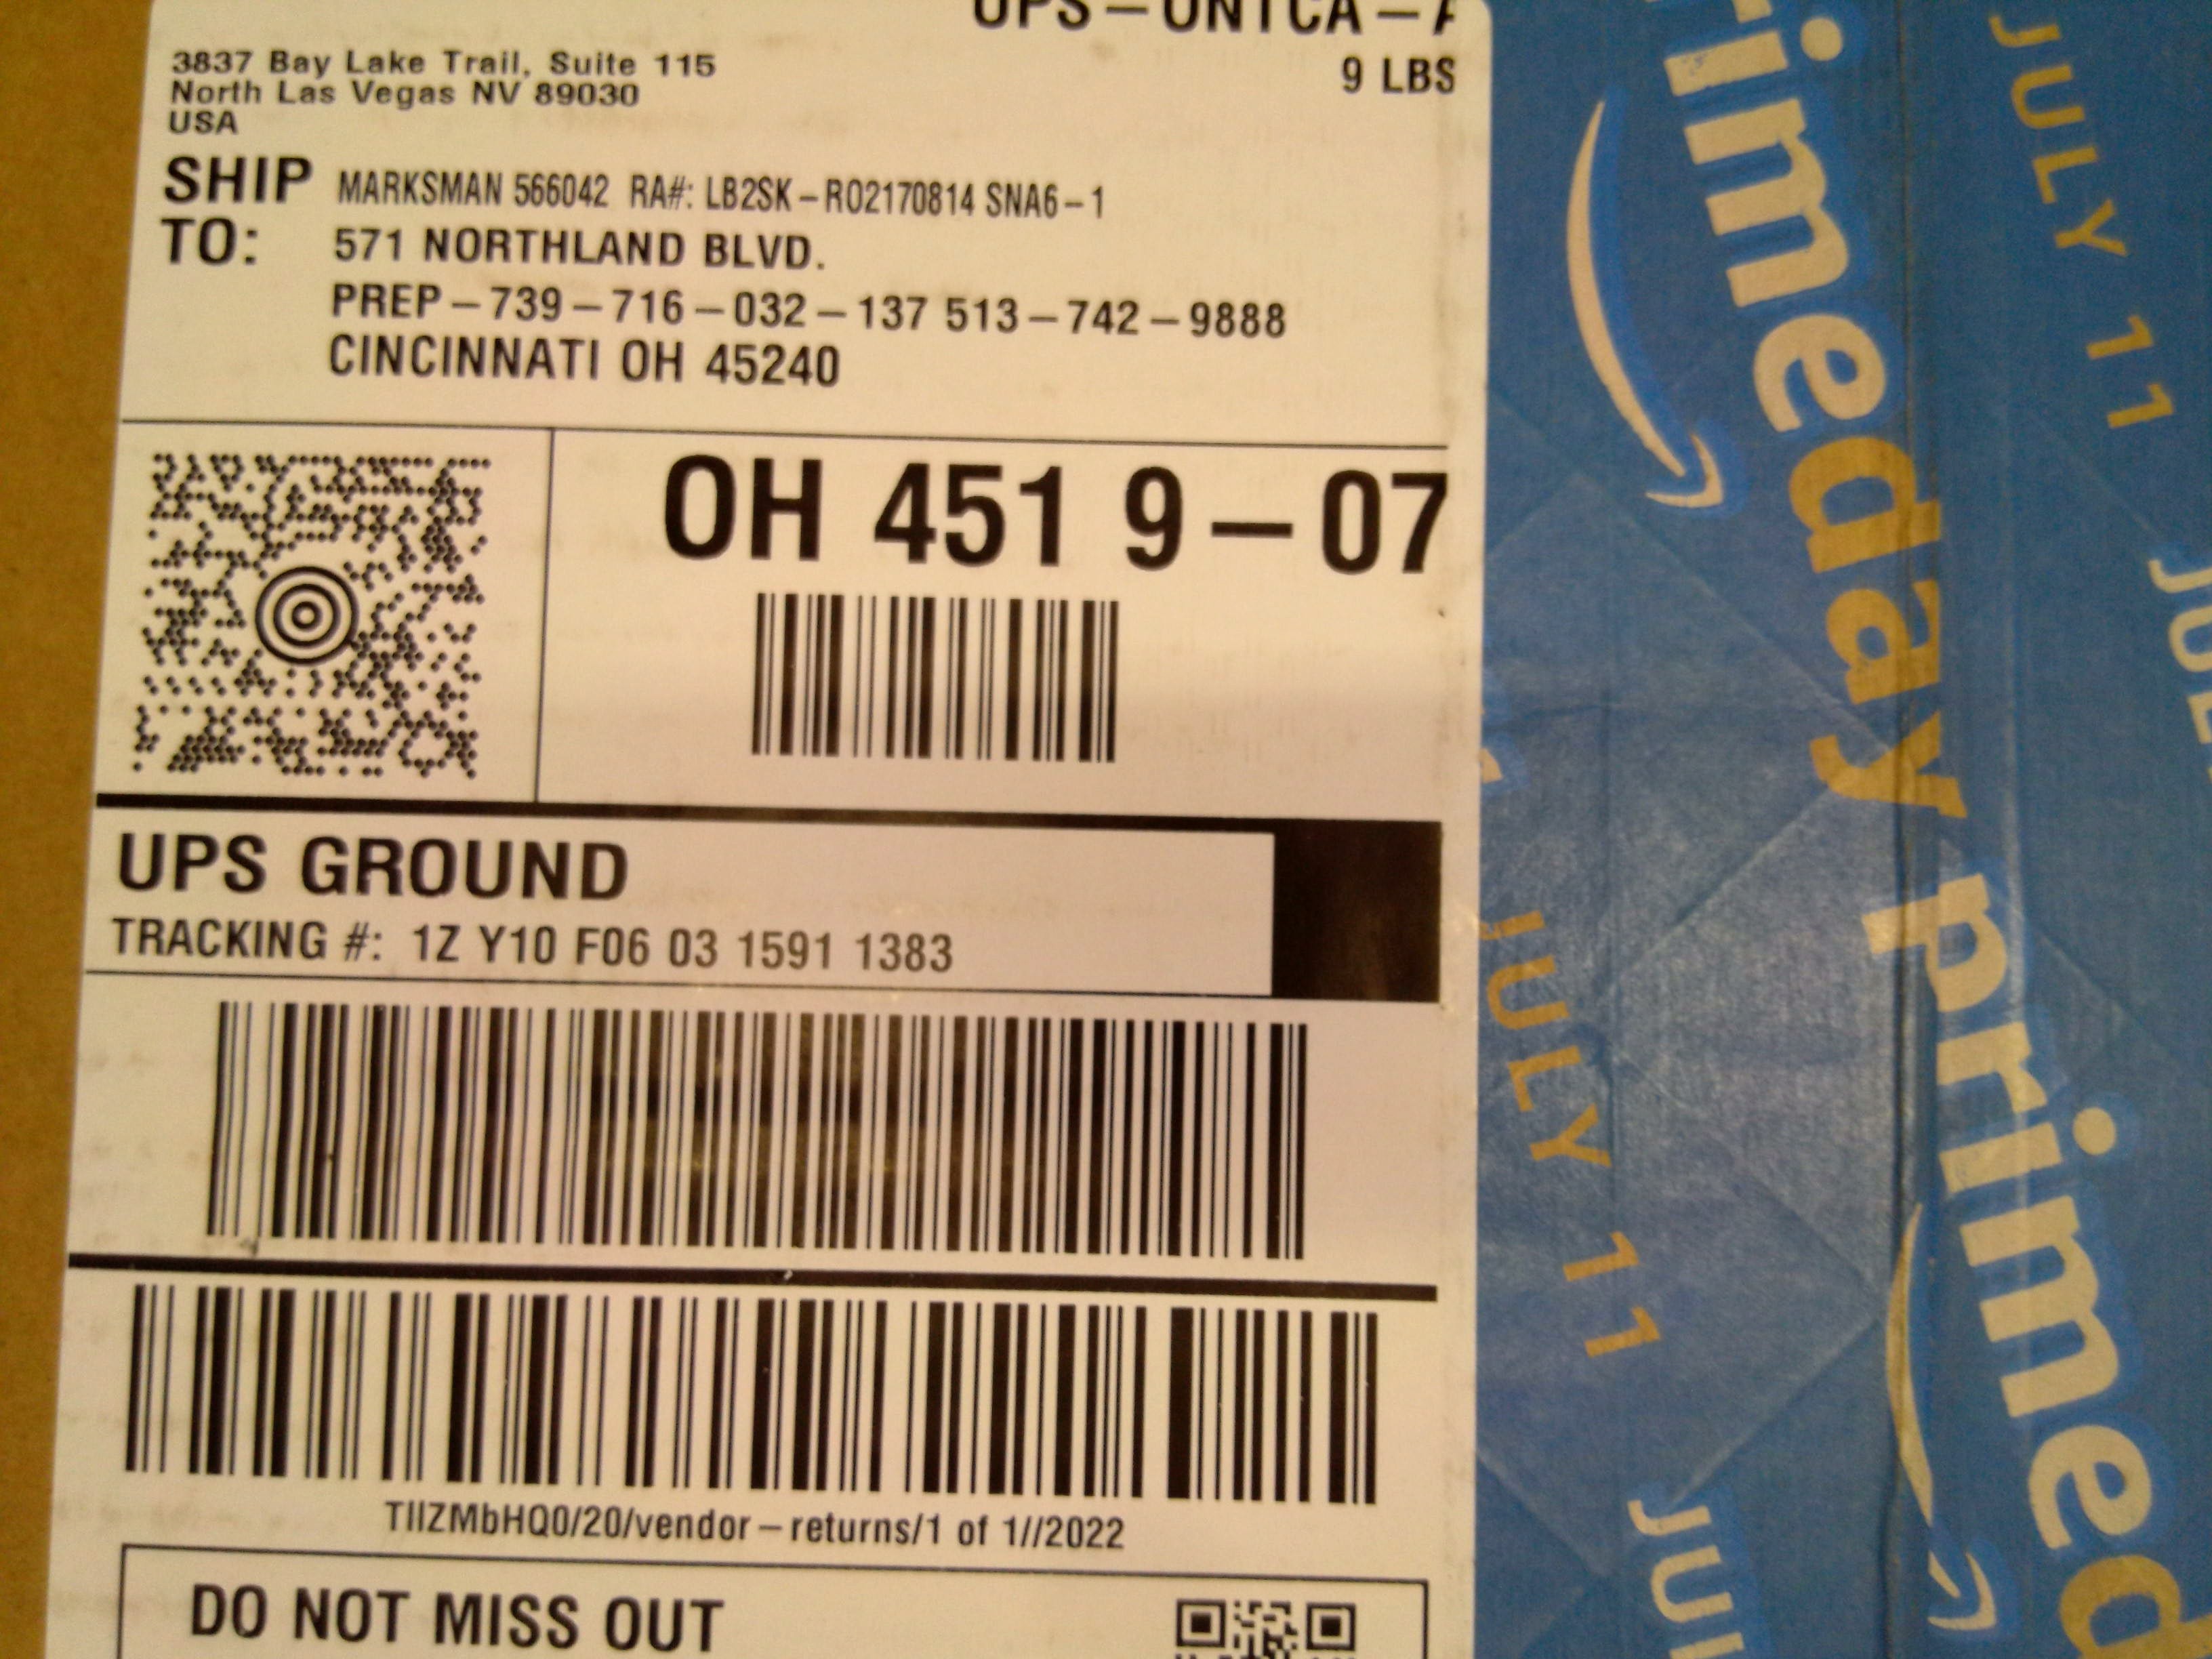 UPS-ONTCA-A
3837 Bay Lake Trail, Suite 115
9 LBS
North Las Vegas NV 89030
USA
SHIP TO:
MARKSMAN 566042 RA#: LB2SK-RO2170814 SNA6-1
571 NORTHLAND BLVD.
PREP-739-716-032-137 513-742-9888
CINCINNATI OH 45240
OH 451 9-07
UPS GROUND
TRACKING #: 1Z Y10 F06 03 1591 1383
TIIZMbHQ0/20/vendor-returns/1 of 1//2022
DO NOT MISS OUT
primeday
primeday
JULY 11
JULY 11